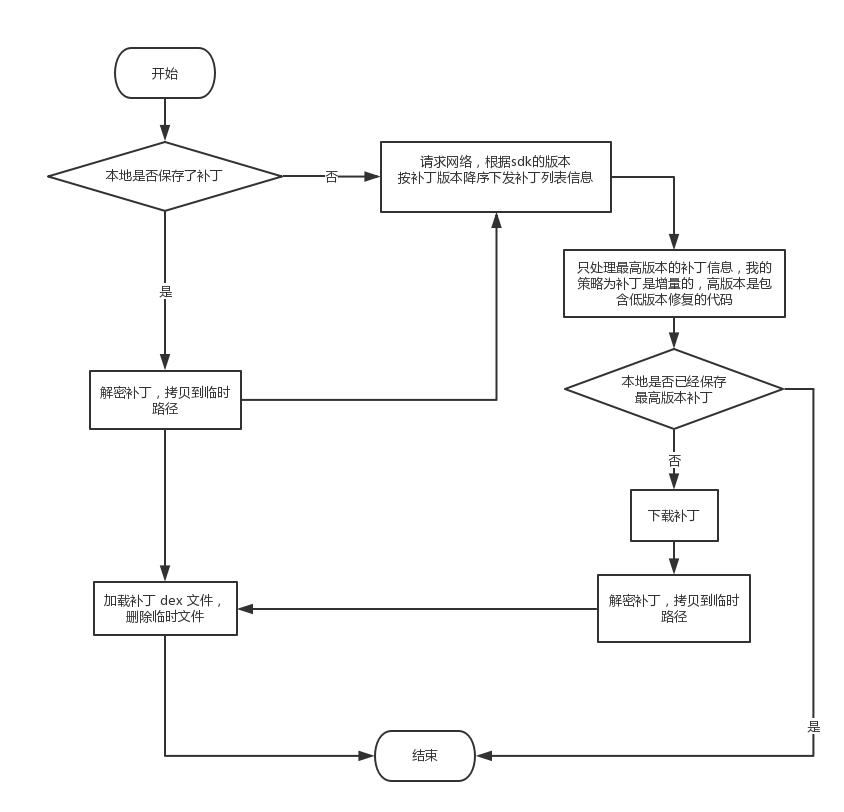 开始
本地是否保存了补丁
否
请求网络，根据sdk的版本
按补丁版本降序下发补丁列表信息
只处理最高版本的补丁信息，我的
策略为补丁是增量的，高版本是包
含低版本修复的代码
是
本地是否已经保存
最高版本补丁
解密补丁，拷贝到临时
路径
否
下载补丁
加载补丁 dex 文件，
删除临时文件
解密补丁，拷贝到临时
路径
是
结束